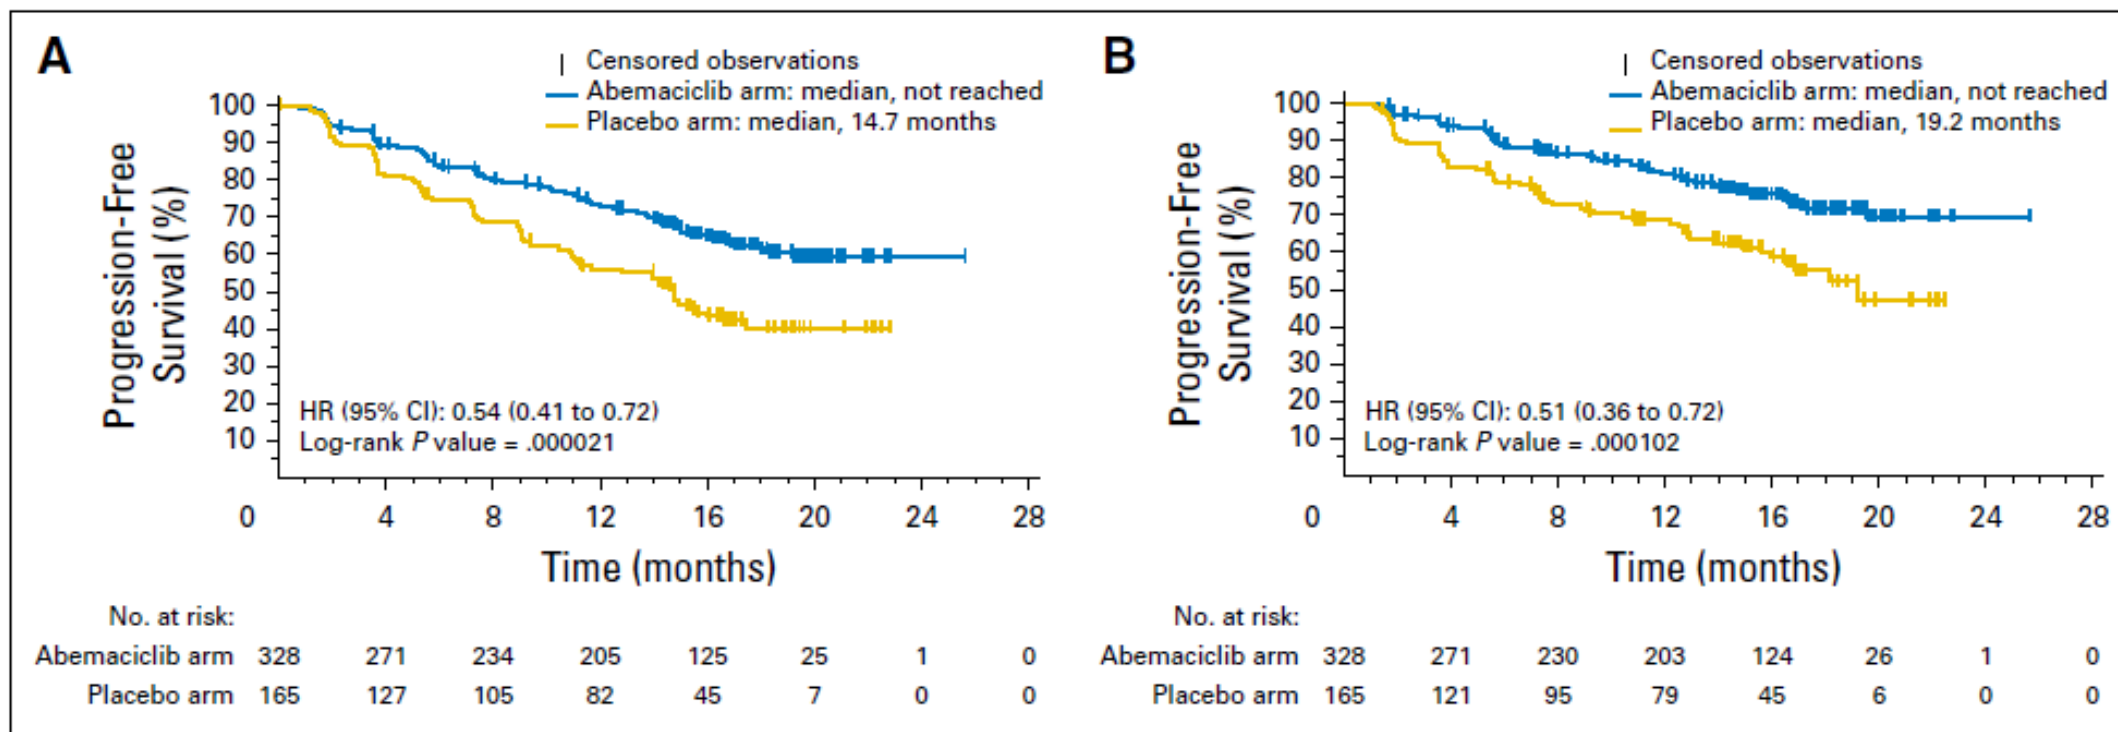 A
Censored observations
Abemaciclib arm: median, not reached
Placebo arm: median, 14.7 months
Progression-Free
Survival (%)
100
90
80
70
60
50
40
30
20
10
HR (95% CI): 0.54 (0.41 to 0.72)
Log-rank P value = .000021
0 4 8 12 16 20 24 28
Time (months)
No. at risk:
Abemaciclib arm 328 271 234 205 125 25 1 0
Placebo arm 165 127 105 82 45 7 0 0
B
Censored observations
Abemaciclib arm: median, not reached
Placebo arm: median, 19.2 months
Progression-Free
Survival (%)
100
90
80
70
60
50
40
30
20
10
HR (95% CI): 0.51 (0.36 to 0.72)
Log-rank P value = .000102
0 4 8 12 16 20 24 28
Time (months)
No. at risk:
Abemaciclib arm 328 271 230 203 124 26 1 0
Placebo arm 165 121 95 79 45 6 0 0